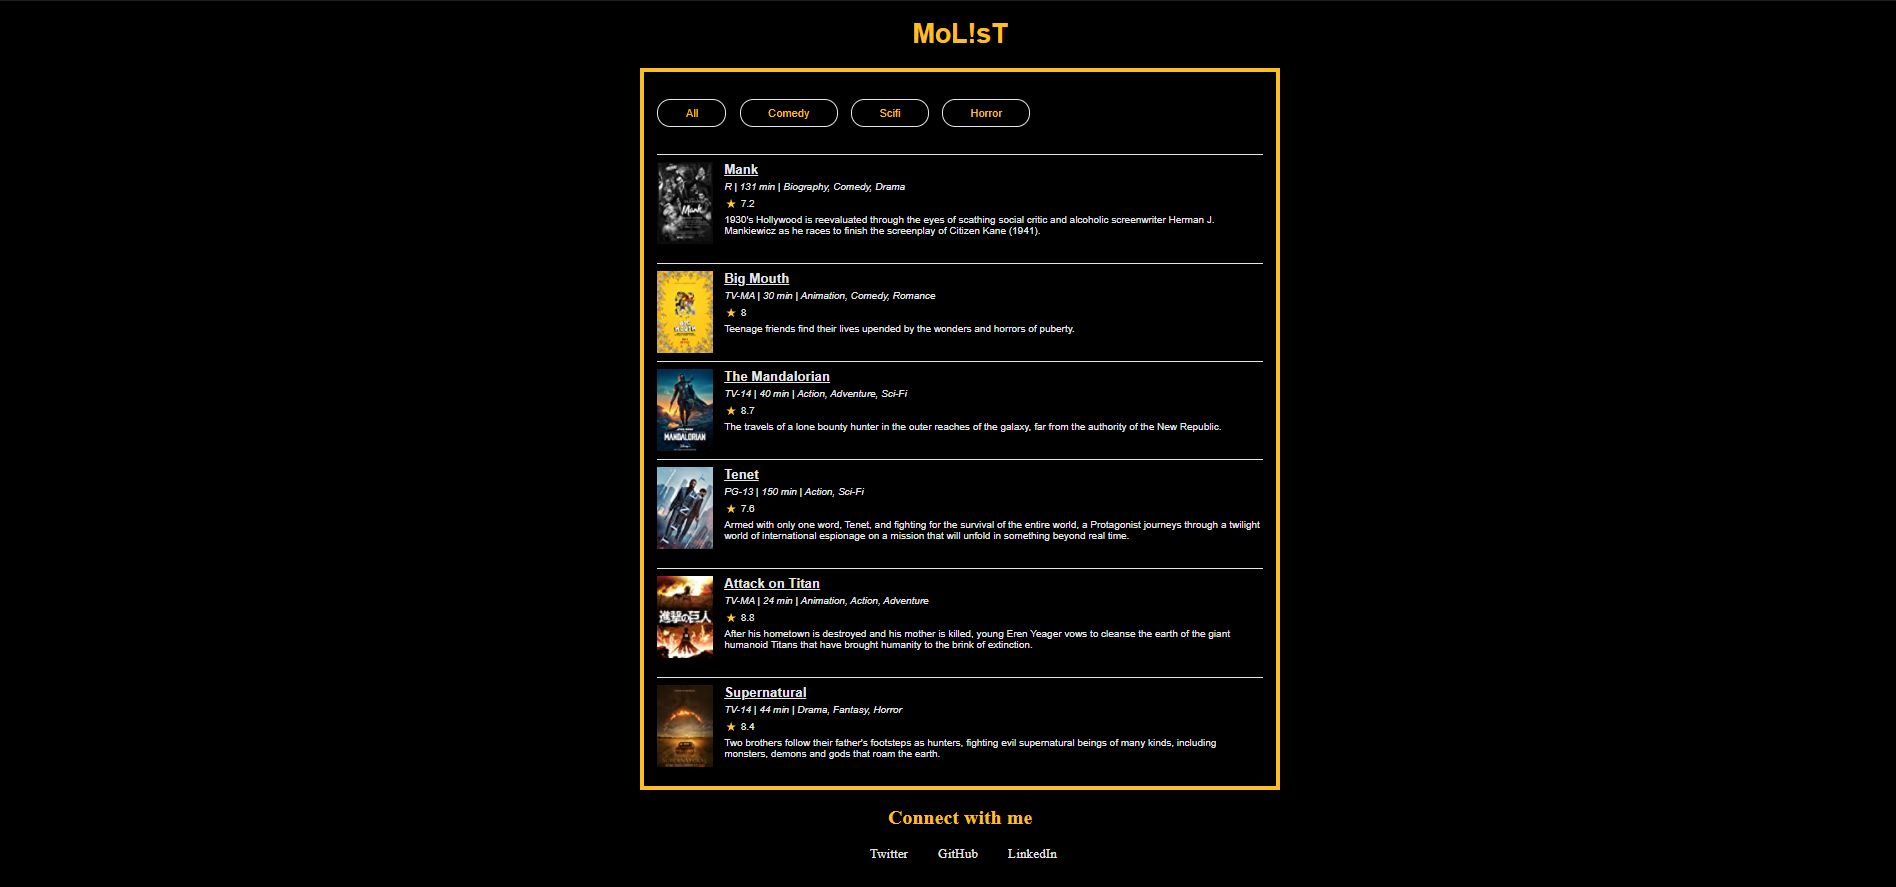 MoL!sT
All
Comedy
Scifi
Horror
Mank
Mank
R | 131 min | Biography, Comedy, Drama
★ 7.2
1930's Hollywood is reevaluated through the eyes of scathing social critic and alcoholic screenwriter Herman J.
Mankiewicz as he races to finish the screenplay of Citizen Kane (1941).
BIG
MOUTH
Big Mouth
TV-MA | 30 min | Animation, Comedy, Romance
★ 8
Teenage friends find their lives upended by the wonders and horrors of puberty.
MANDALORIAN
The Mandalorian
TV-14 | 40 min | Action, Adventure, Sci-Fi
★ 8.7
The travels of a lone bounty hunter in the outer reaches of the galaxy, far from the authority of the New Republic.
TENET
Tenet
PG-13 | 150 min | Action, Sci-Fi
★ 7.6
Armed with only one word, Tenet, and fighting for the survival of the entire world, a Protagonist journeys through a twilight
world of international espionage on a mission that will unfold in something beyond real time.
進撃の巨人
Attack on Titan
TV-MA | 24 min | Animation, Action, Adventure
★ 8.8
After his hometown is destroyed and his mother is killed, young Eren Yeager vows to cleanse the earth of the giant
humanoid Titans that have brought humanity to the brink of extinction.
SUPERNATURAL
Supernatural
TV-14 | 44 min | Drama, Fantasy, Horror
★ 8.4
Two brothers follow their father's footsteps as hunters, fighting evil supernatural beings of many kinds, including
monsters, demons and gods that roam the earth.
Connect with me
Twitter
GitHub
LinkedIn